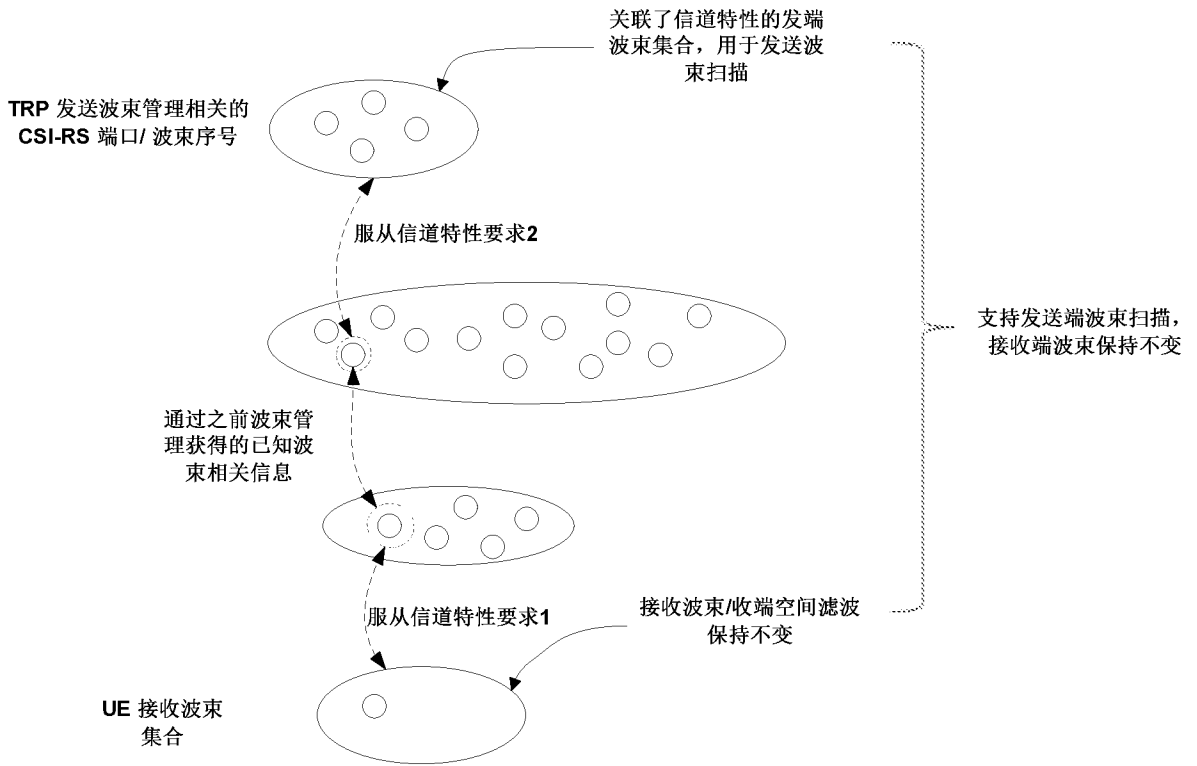 关联了信道特性的发端
波束集合，用于发送波
束扫描
TRP 发送波束管理相关的
CSI-RS 端口/ 波束序号
服从信道特性要求2
支持发送端波束扫描，
接收端波束保持不变
通过之前波束管
理获得的已知波
束相关信息
服从信道特性要求1
接收波束/收端空间滤波
保持不变
UE 接收波束
集合